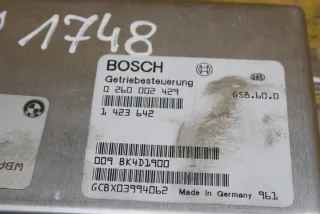 1748
BOSCH
Getriebesteuerung
0 260 002 429
GS8.60.0
1 423 642
009 BK4D1900
GCBX03994062
Made in Germany 961
WBA